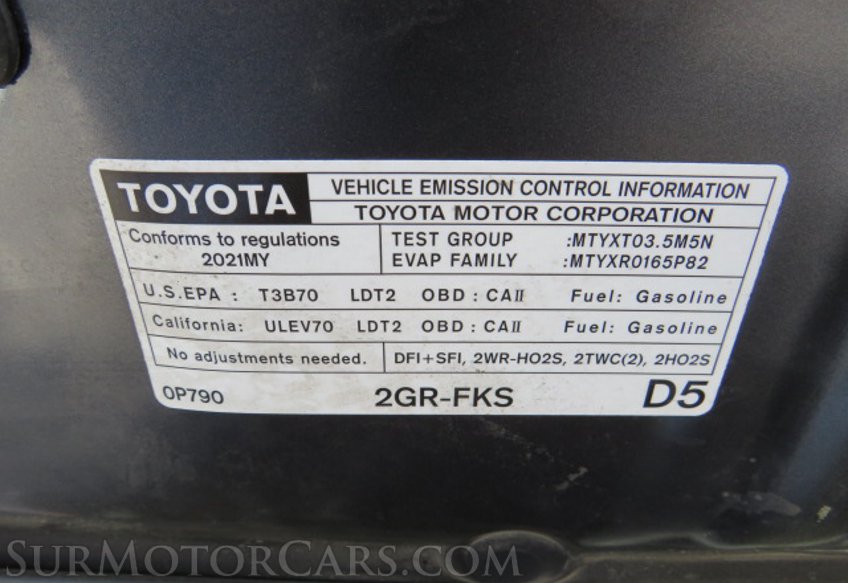 TOYOTA
VEHICLE EMISSION CONTROL INFORMATION
TOYOTA MOTOR CORPORATION
Conforms to regulations
2021MY
TEST GROUP :MTYXT03.5M5N
EVAP FAMILY :MTYXR0165P82
U.S.EPA : T3B70 LDT2 OBD : CAII Fuel: Gasoline
California: ULEV70 LDT2 OBD : CAII Fuel: Gasoline
No adjustments needed. DFI+SFI, 2WR-HO2S, 2TWC(2), 2HO2S
0P790 2GR-FKS D5
SurMotorCars.com